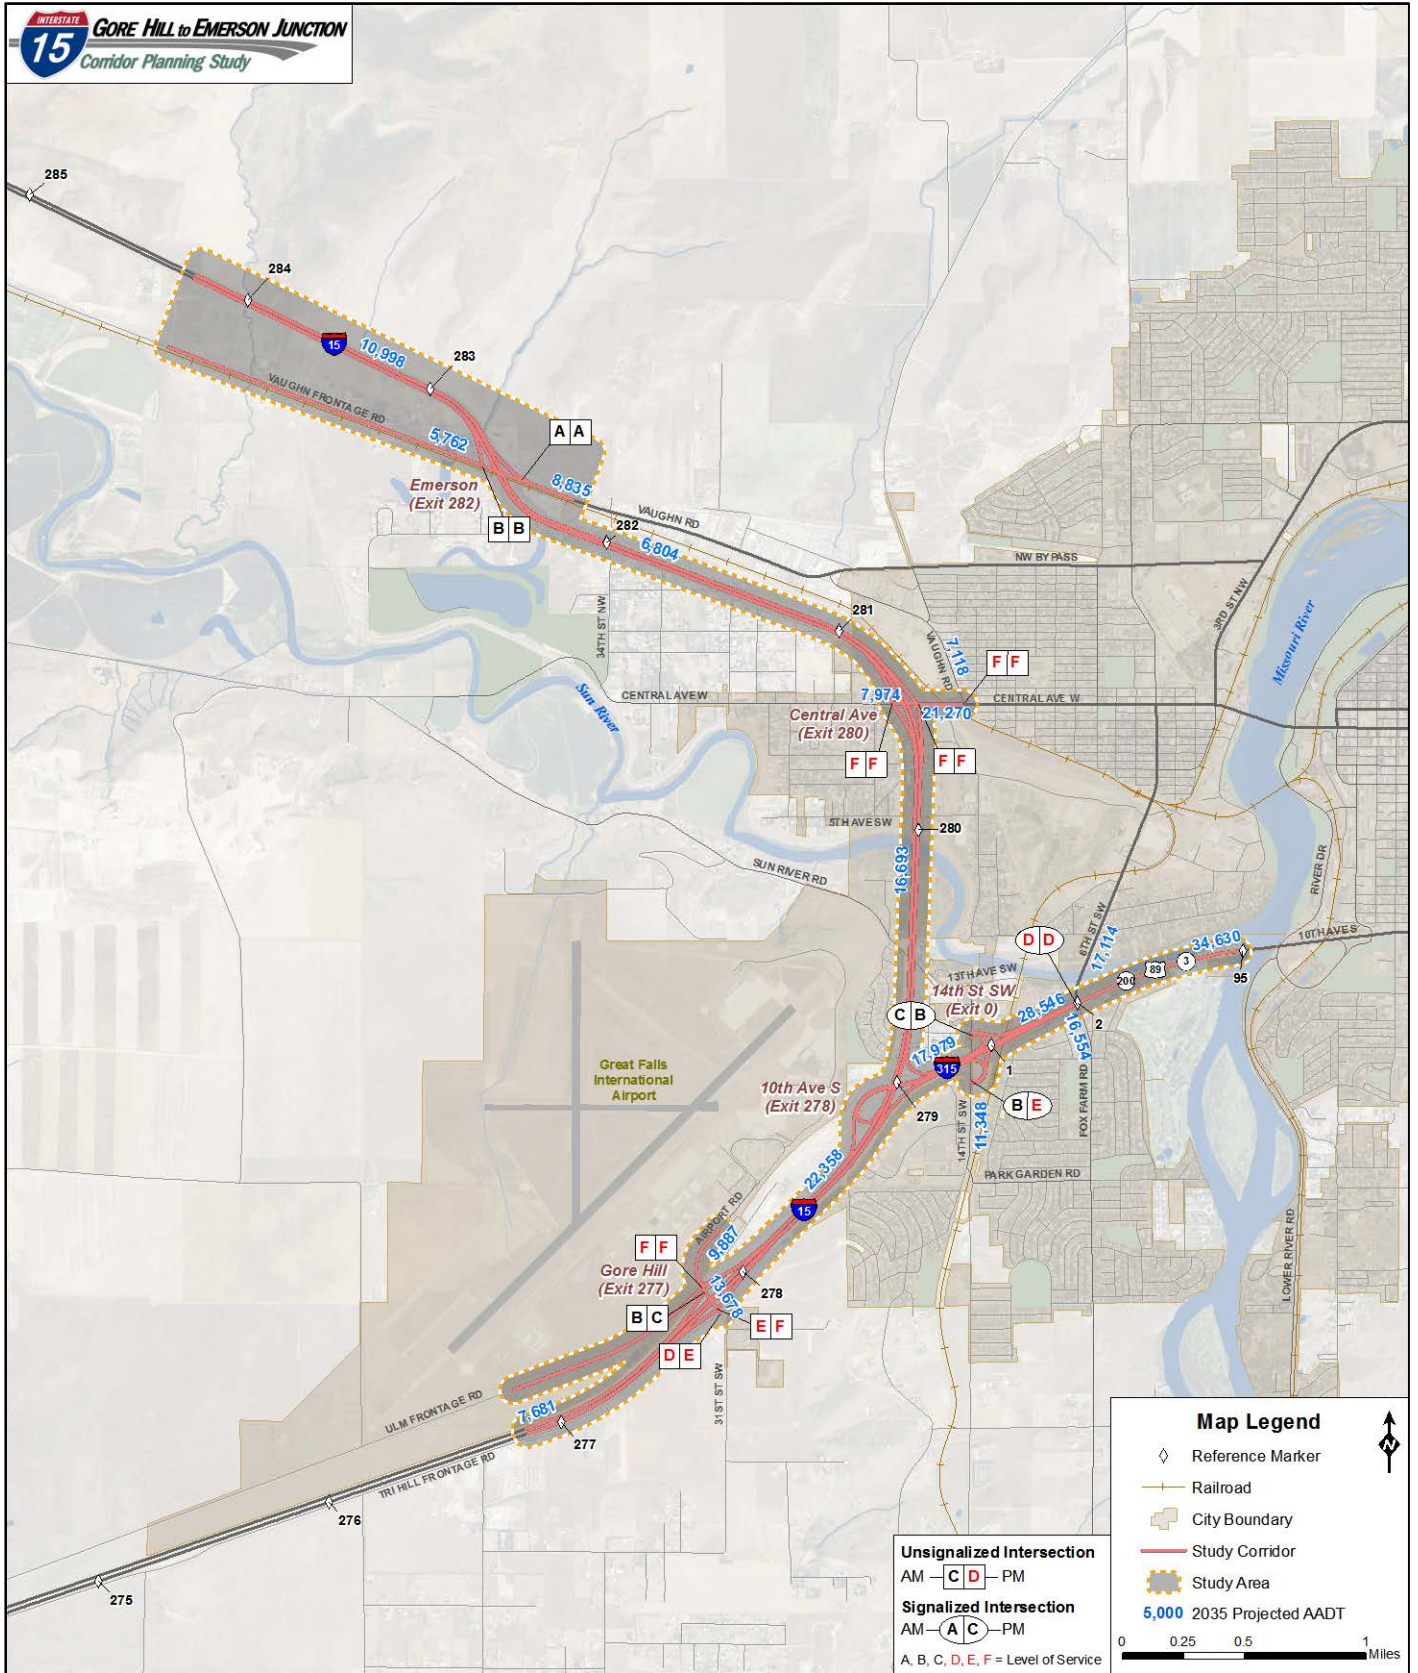 INTERSTATE
15
GORE HILL to EMERSON JUNCTION
Corridor Planning Study
285
284
15
10,998
283
VAUGHN FRONTAGE RD
5,762
A A
Emerson
(Exit 282)
8,835
B B
282
VAUGHN RD
6,804
NW BYPASS
3RD ST NW
Missouri River
34TH ST NW
281
VAUGHN RD
7,118
F F
Sun River
CENTRAL AVE W
7,974
CENTRAL AVE W
Central Ave
(Exit 280)
21,270
F F
F F
5TH AVE SW
280
16,693
SUN RIVER RD
RIVER DR
6TH ST SW
D D
17,114
34,630
10TH AVE S
89
3
200
95
13TH AVE SW
14th St SW
(Exit 0)
C B
28,546
2
16,554
17,979
315
1
Great Falls
International
Airport
10th Ave S
(Exit 278)
279
B E
14TH ST SW
11,348
FOX FARM RD
PARK GARDEN RD
22,358
15
AIRPORT RD
9,887
LOWER RIVER RD
F F
Gore Hill
(Exit 277)
13,678
278
B C
E F
D E
31ST ST SW
ULM FRONTAGE RD
7,681
277
TRI HILL FRONTAGE RD
276
275
Unsignalized Intersection
AM C D PM
Signalized Intersection
AM A C PM
A, B, C, D, E, F = Level of Service
Map Legend
N
Reference Marker
Railroad
City Boundary
Study Corridor
Study Area
5,000 2035 Projected AADT
0 0.25 0.5 1
Miles